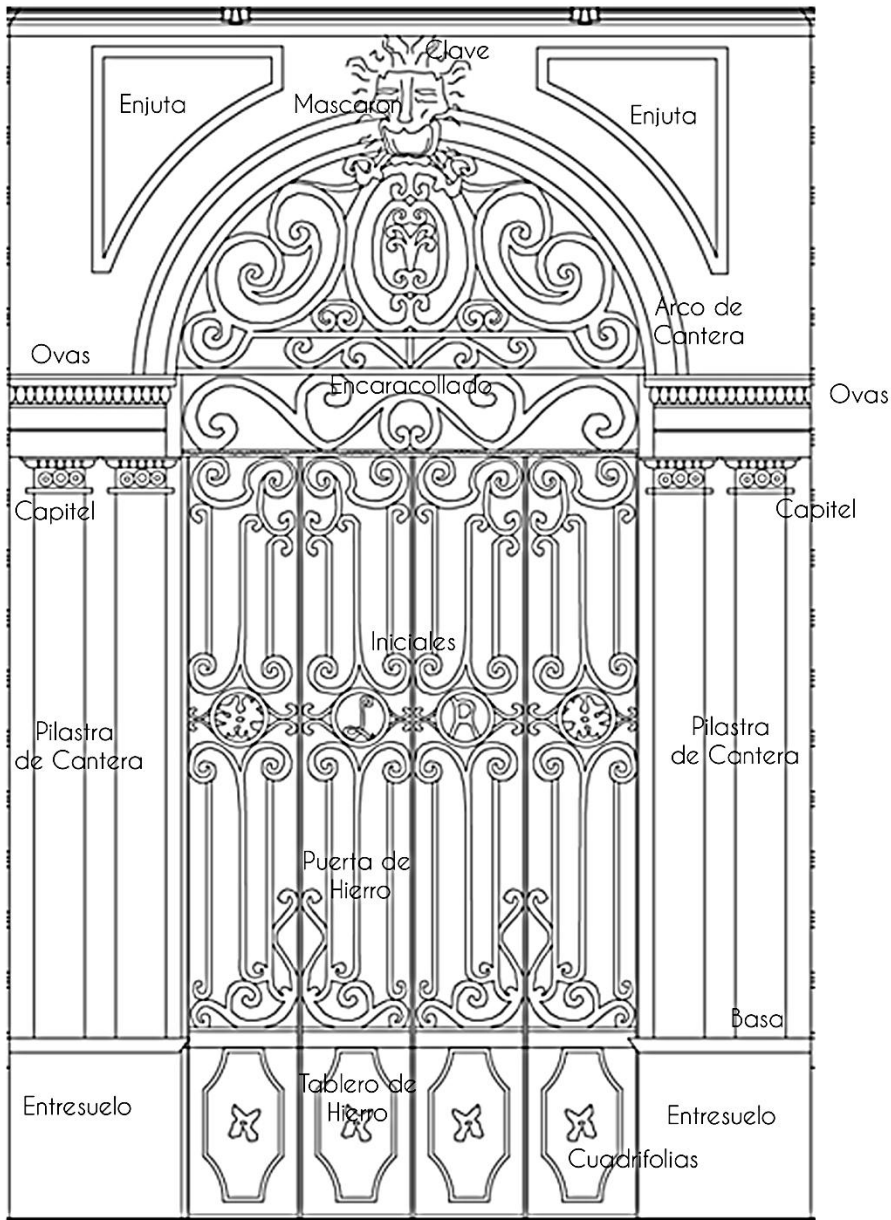 Clave
Enjuta
Mascaron
Enjuta
Arco de
Cantera
Ovas
Encaracollado
Ovas
Capitel
Capitel
Iniciales
L
R
Pilastra
de Cantera
Pilastra
de Cantera
Puerta de
Hierro
Basa
Tablero de
Hierro
Entresuelo
Entresuelo
Cuadrifolias